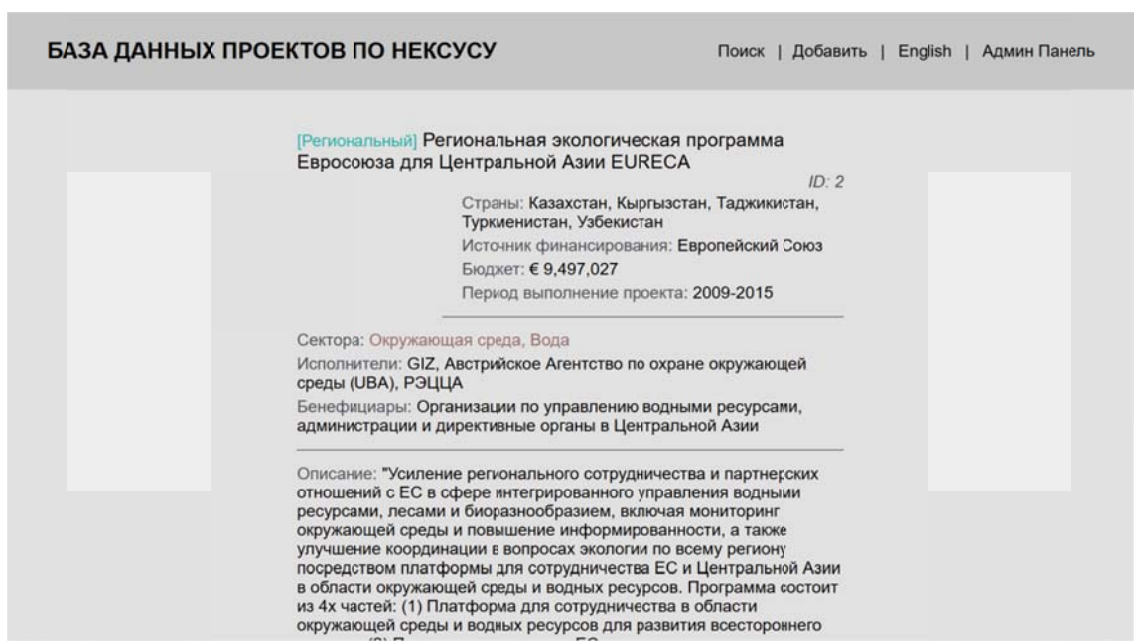 БАЗА ДАННЫХ ПРОЕКТОВ ПО НЕКСУСУ
Поиск | Добавить | English | Админ Панель
[Региональный] Региональная экологическая программа
Евросоюза для Центральной Азии EURECA
ID: 2
Страны: Казахстан, Кыргызстан, Таджикистан,
Туркменистан, Узбекистан
Источник финансирования: Европейский Союз
Бюджет: € 9,497,027
Период выполнение проекта: 2009-2015
Сектора: Окружающая среда, Вода
Исполнители: GIZ, Австрийское Агентство по охране окружающей
среды (UBA), РЭЦЦА
Бенефициары: Организации по управлению водными ресурсами,
администрации и директивные органы в Центральной Азии
Описание: "Усиление регионального сотрудничества и партнерских
отношений с ЕС в сфере интегрированного управления водными
ресурсами, лесами и биоразнообразием, включая мониторинг
окружающей среды и повышение информированности, а также
улучшение координации в вопросах экологии по всему региону
посредством платформы для сотрудничества ЕС и Центральной Азии
в области окружающей среды и водных ресурсов. Программа состоит
из 4х частей: (1) Платформа для сотрудничества в области
окружающей среды и водных ресурсов для развития всестороннего